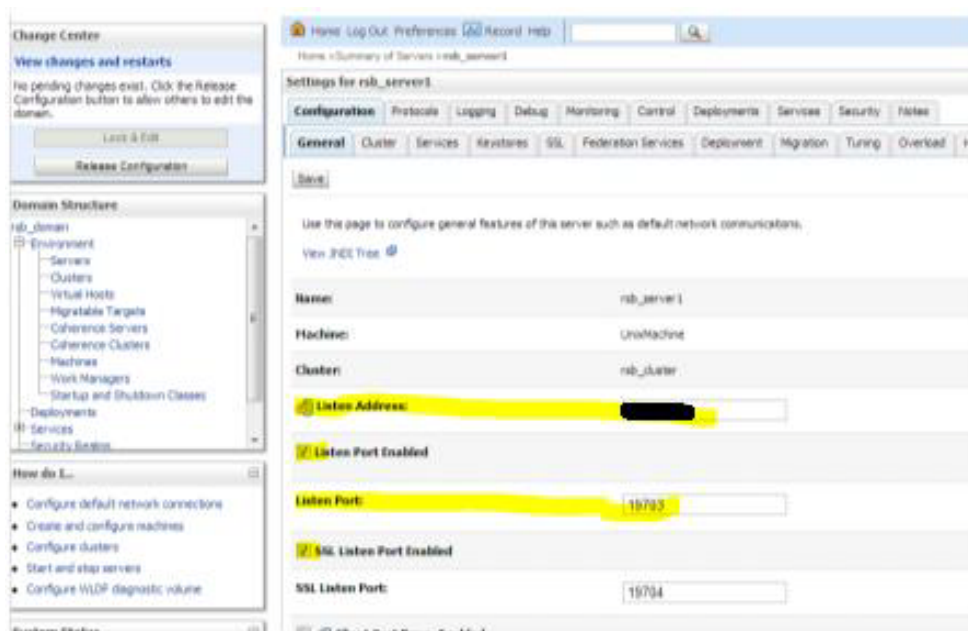 Change Center
View changes and restarts
No pending changes exist. Click the Release
Configuration button to allow others to edit the
domain.
Lock & Edit
Release Configuration
Domain Structure
rsb_domain
Environment
Servers
Clusters
Virtual Hosts
Migratable Targets
Coherence Servers
Coherence Clusters
Machines
Work Managers
Startup and Shutdown Classes
Deployments
Services
Security Realms
How do I...
Configure default network connections
Create and configure machines
Configure clusters
Start and stop servers
Configure WLDF diagnostic volume
System Status
Home Log Out Preferences Record Help
Home >Summary of Servers >rsb_server1
Settings for rsb_server1
Configuration Protocols Logging Debug Monitoring Control Deployments Services Security Notes
General Cluster Services Keystores SSL Federation Services Deployment Migration Tuning Overload
Save
Use this page to configure general features of this server such as default network communications.
View JNDI Tree
Name: rsb_server1
Machine: UnixMachine
Cluster: rsb_cluster
Listen Address:
Listen Port Enabled
Listen Port: 19703
SSL Listen Port Enabled
SSL Listen Port: 19704